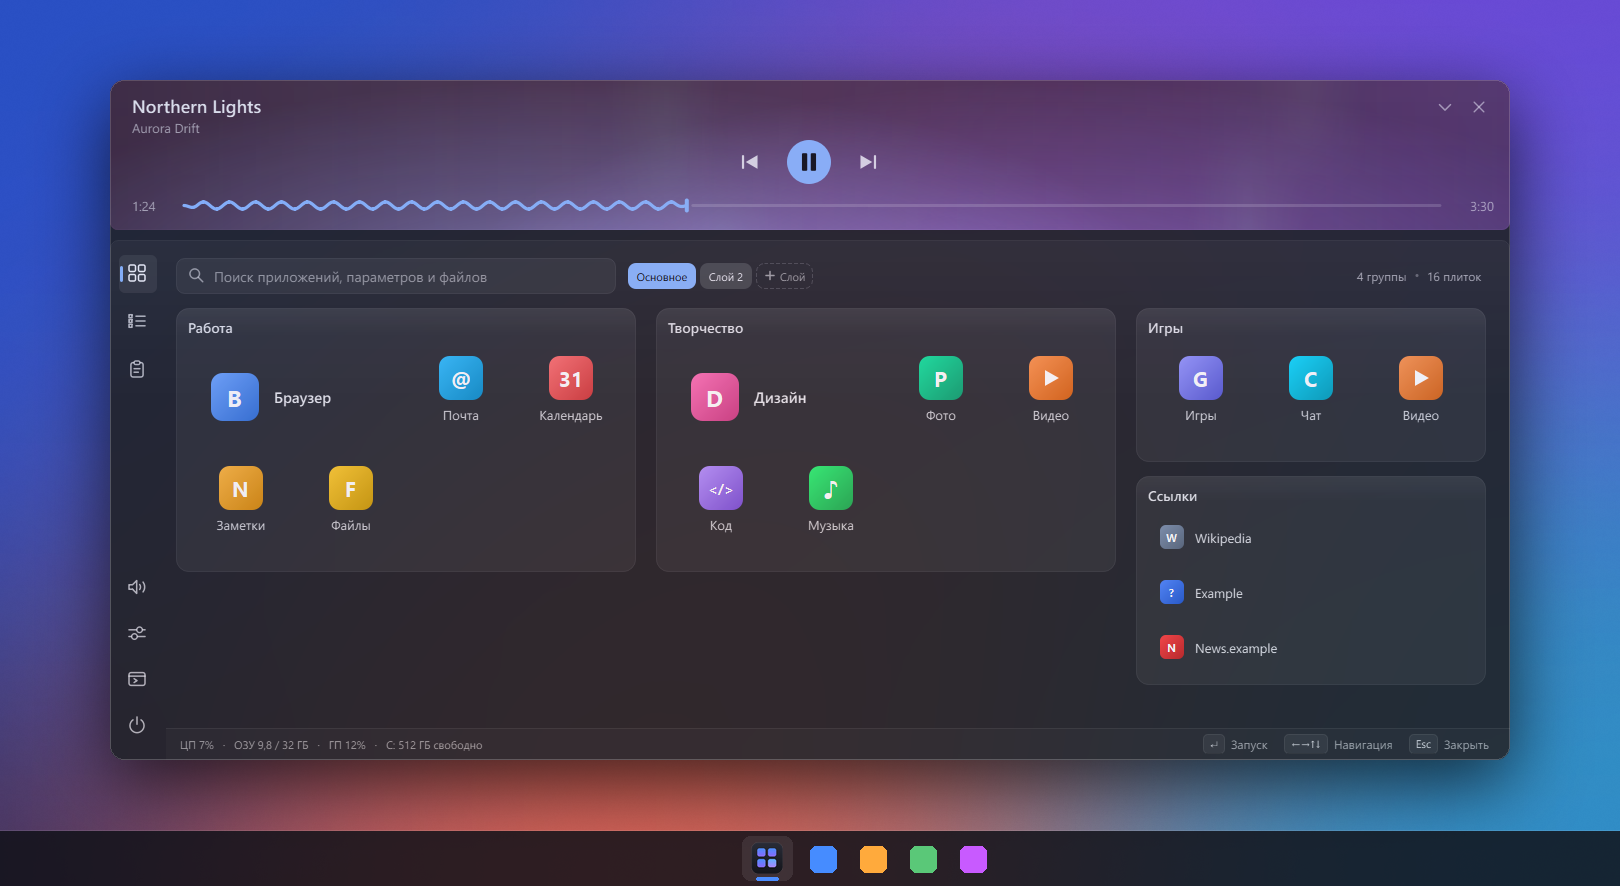 Northern Lights
Aurora Drift
1:24
3:30
Поиск приложений, параметров и файлов
Основное
Слой 2
+ Слой
4 группы • 16 плиток
Работа
B
Браузер
@
Почта
31
Календарь
N
Заметки
F
Файлы
Творчество
D
Дизайн
P
Фото
Видео
</>
Код
Музыка
Игры
G
Игры
C
Чат
Видео
Ссылки
W
Wikipedia
?
Example
N
News.example
ЦП 7% · ОЗУ 9,8 / 32 ГБ · ГП 12% · C: 512 ГБ свободно
↵ Запуск
←→↑↓ Навигация
Esc Закрыть